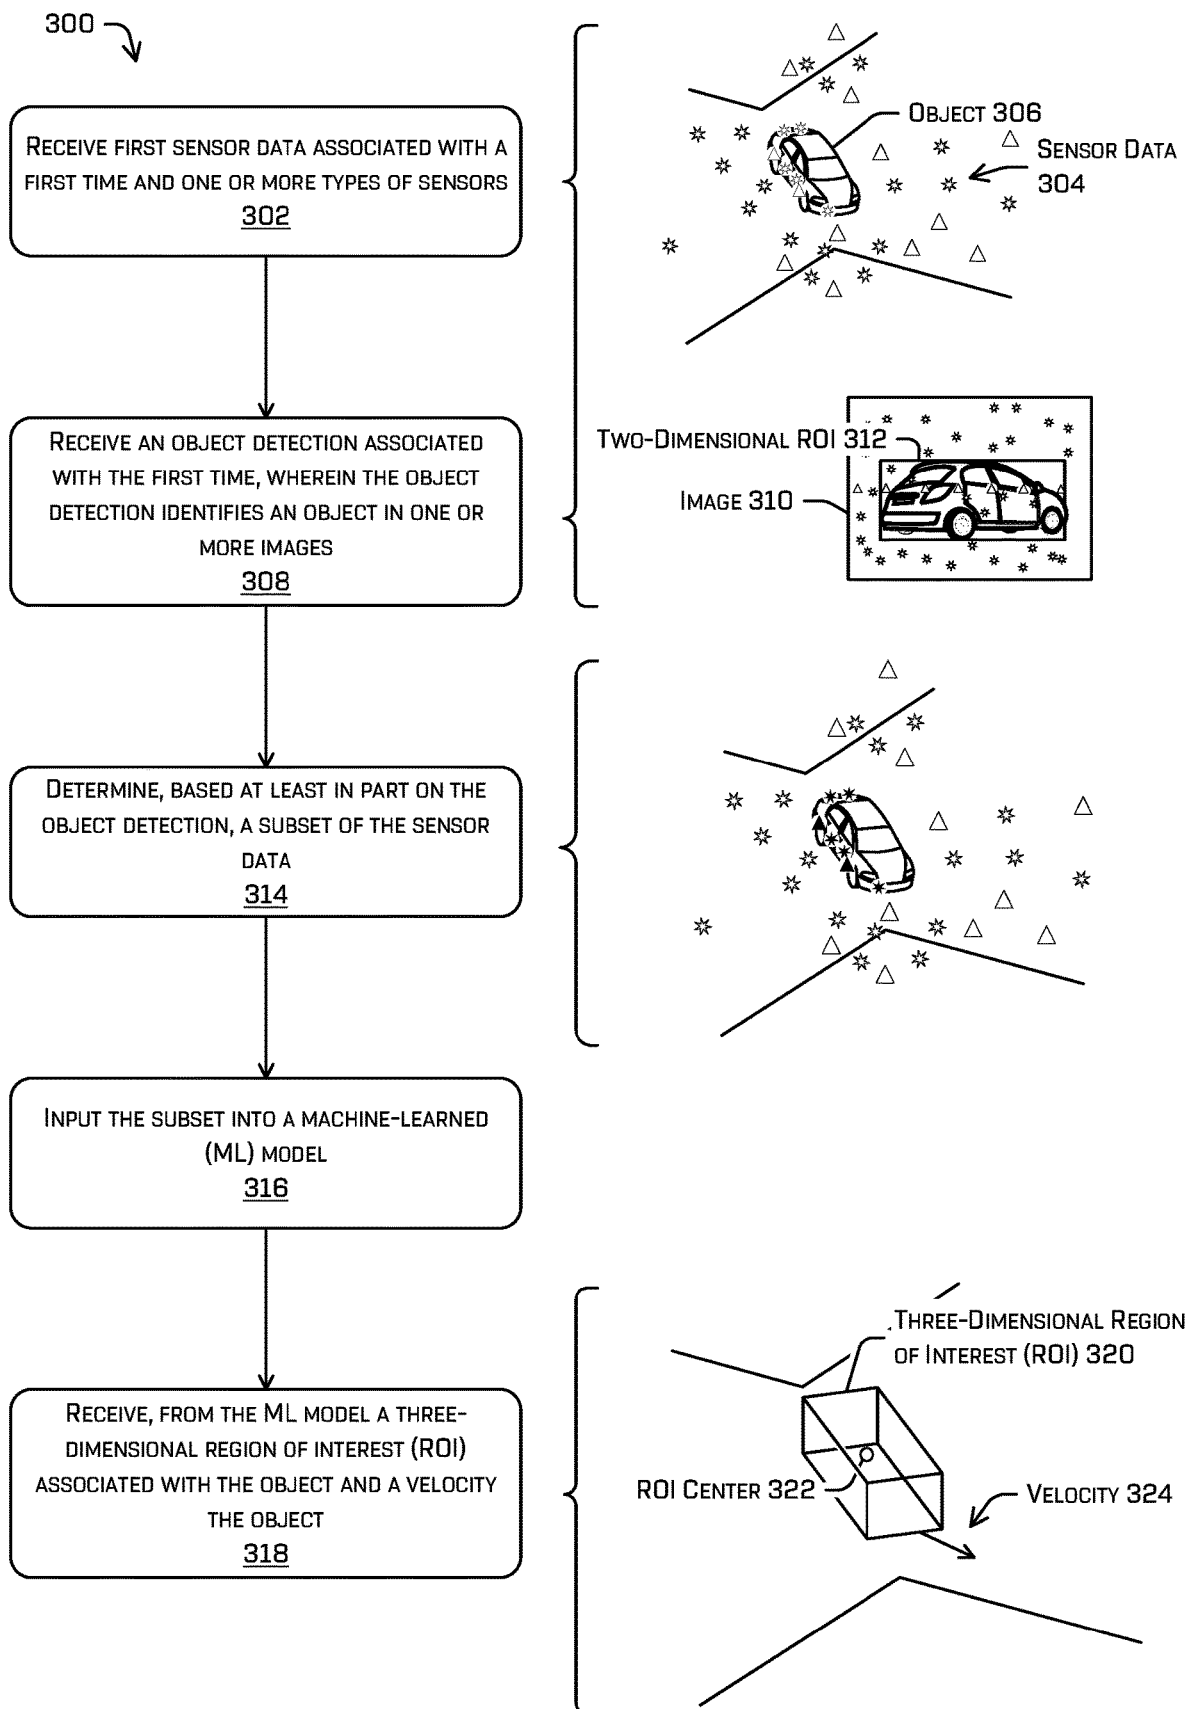 300
RECEIVE FIRST SENSOR DATA ASSOCIATED WITH A
FIRST TIME AND ONE OR MORE TYPES OF SENSORS
302
OBJECT 306
SENSOR DATA
304
RECEIVE AN OBJECT DETECTION ASSOCIATED
WITH THE FIRST TIME, WHEREIN THE OBJECT
DETECTION IDENTIFIES AN OBJECT IN ONE OR
MORE IMAGES
308
TWO-DIMENSIONAL ROI 312
IMAGE 310
DETERMINE, BASED AT LEAST IN PART ON THE
OBJECT DETECTION, A SUBSET OF THE SENSOR
DATA
314
INPUT THE SUBSET INTO A MACHINE-LEARNED
(ML) MODEL
316
RECEIVE, FROM THE ML MODEL A THREE-
DIMENSIONAL REGION OF INTEREST (ROI)
ASSOCIATED WITH THE OBJECT AND A VELOCITY
THE OBJECT
318
THREE-DIMENSIONAL REGION
OF INTEREST (ROI) 320
ROI CENTER 322
VELOCITY 324